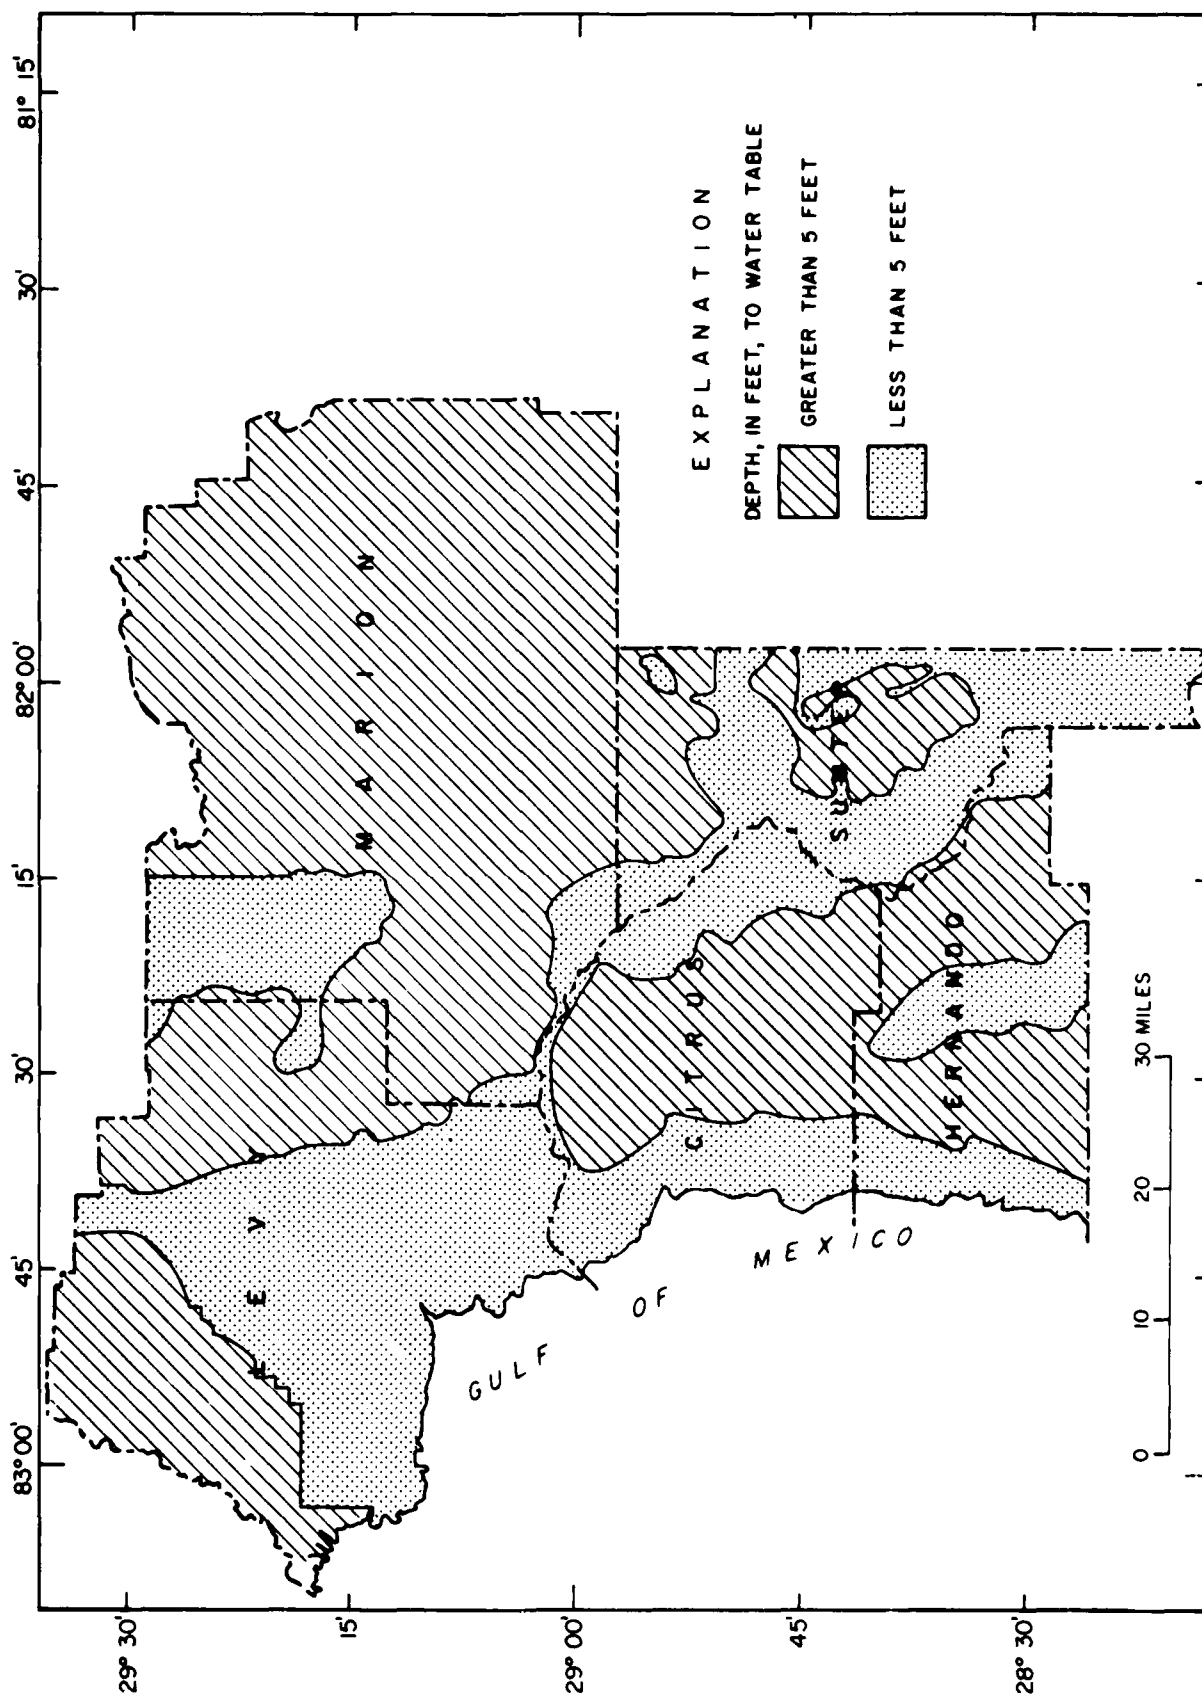 83° 00'
45'
30'
15'
82° 00'
45'
30'
81° 15'
29° 30'
15'
29° 00'
45'
28° 30'
LEVY
MARION
CITRUS
SUMTER
HERNANDO
GULF OF MEXICO
EXPLANATION
DEPTH, IN FEET, TO WATER TABLE
GREATER THAN 5 FEET
LESS THAN 5 FEET
0 10 20 30 MILES